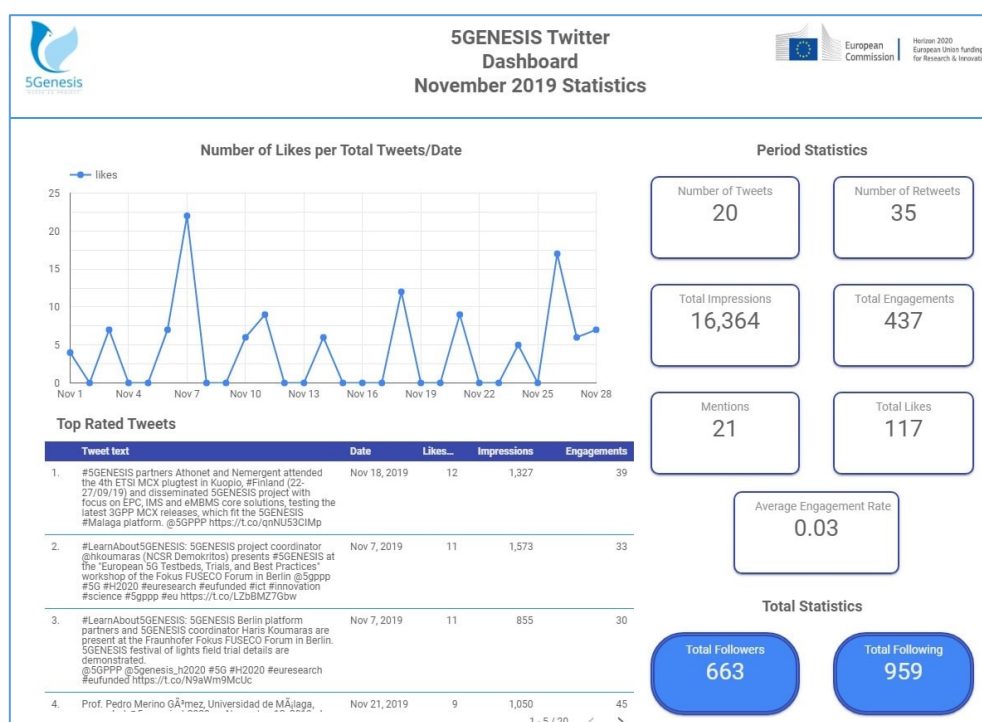 5Genesis
5GENESIS Twitter
Dashboard
November 2019 Statistics
European
Commission
Horizon 2020
European Union funding
for Research & Innovati
Number of Likes per Total Tweets/Date
likes
25
20
15
10
5
0
Nov 1 Nov 4 Nov 7 Nov 10 Nov 13 Nov 16 Nov 19 Nov 22 Nov 25 Nov 28
Top Rated Tweets
Tweet text Date Likes... Impressions Engagements
1. #5GENESIS partners Athonet and Nemergent attended Nov 18, 2019 12 1,327 39
the 4th ETSI MCX plugtest in Kuopio, #Finland (22-
27/09/19) and disseminated 5GENESIS project with
focus on EPC, IMS and eMBMS core solutions, testing the
latest 3GPP MCX releases, which fit the 5GENESIS
#Malaga platform. @5GPPP https://t.co/qnNU53CIMp
2. #LearnAbout5GENESIS: 5GENESIS project coordinator Nov 7, 2019 11 1,573 33
@hkoumaras (NCSR Demokritos) presents #5GENESIS at
the "European 5G Testbeds, Trials, and Best Practices"
workshop of the Fokus FUSECO Forum in Berlin @5gppp
#5G #H2020 #euresearch #eufunded #ict #innovation
#science #5gppp #eu https://t.co/LZbBMZ7Gbw
3. #LearnAbout5GENESIS: 5GENESIS Berlin platform Nov 7, 2019 11 855 30
partners and 5GENESIS coordinator Haris Koumaras are
present at the Fraunhofer Fokus FUSECO Forum in Berlin.
5GENESIS festival of lights field trial details are
demonstrated.
@5GPPP @5genesis_h2020 #5G #H2020 #euresearch
#eufunded https://t.co/N9aWm9McUc
4. Prof. Pedro Merino GÃ³mez, Universidad de MÃ¡laga, Nov 21, 2019 9 1,050 45
1 - 5 / 20 < >
Period Statistics
Number of Tweets
20
Number of Retweets
35
Total Impressions
16,364
Total Engagements
437
Mentions
21
Total Likes
117
Average Engagement Rate
0.03
Total Statistics
Total Followers
663
Total Following
959